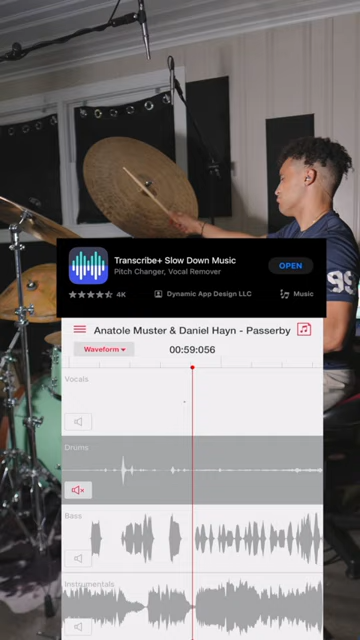 Transcribe+ Slow Down Music
Pitch Changer, Vocal Remover
OPEN
4K
Dynamic App Design LLC
Music
Anatole Muster & Daniel Hayn - Passerby
Waveform
00:59:056
Vocals
Drums
Bass
Instrumentals
99